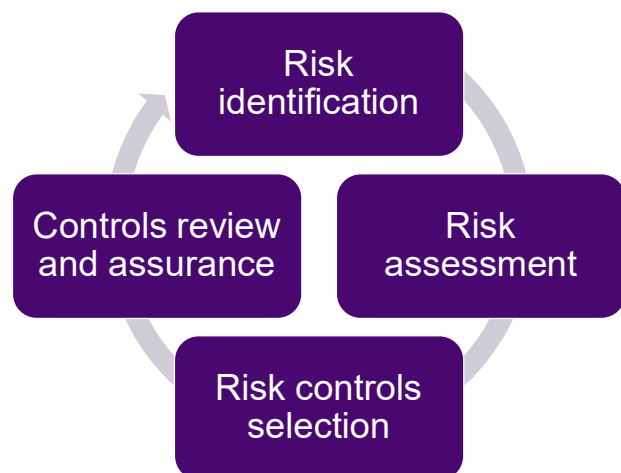 Risk
identification
Risk
assessment
Risk controls
selection
Controls review
and assurance